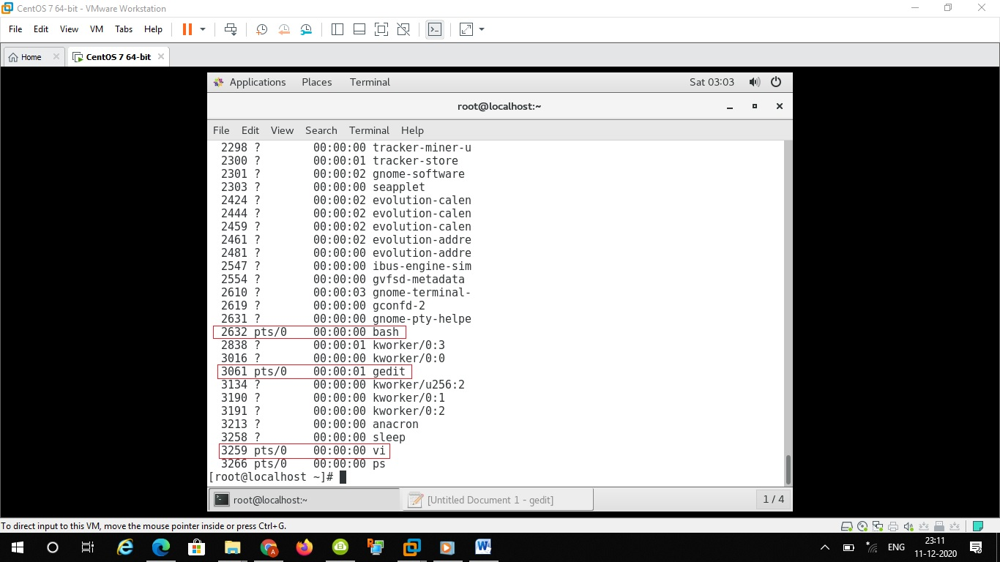 CentOS 7 64-bit - VMware Workstation
File Edit View VM Tabs Help
Home CentOS 7 64-bit
Applications Places Terminal Sat 03:03
root@localhost:~
File Edit View Search Terminal Help
2298 ? 00:00:00 tracker-miner-u
2300 ? 00:00:01 tracker-store
2301 ? 00:00:02 gnome-software
2303 ? 00:00:00 seapplet
2424 ? 00:00:02 evolution-calen
2444 ? 00:00:02 evolution-calen
2459 ? 00:00:02 evolution-calen
2461 ? 00:00:02 evolution-addre
2481 ? 00:00:00 evolution-addre
2547 ? 00:00:00 ibus-engine-sim
2554 ? 00:00:00 gvfsd-metadata
2610 ? 00:00:03 gnome-terminal-
2619 ? 00:00:00 gconfd-2
2631 ? 00:00:00 gnome-pty-helpe
2632 pts/0 00:00:00 bash
2838 ? 00:00:01 kworker/0:3
3016 ? 00:00:00 kworker/0:0
3061 pts/0 00:00:01 gedit
3134 ? 00:00:00 kworker/u256:2
3190 ? 00:00:00 kworker/0:1
3191 ? 00:00:00 kworker/0:2
3213 ? 00:00:00 anacron
3258 ? 00:00:00 sleep
3259 pts/0 00:00:00 vi
3266 pts/0 00:00:00 ps
[root@localhost ~]#
root@localhost:~ [Untitled Document 1 - gedit] 1 / 4
To direct input to this VM, move the mouse pointer inside or press Ctrl+G.
ENG 23:11
11-12-2020